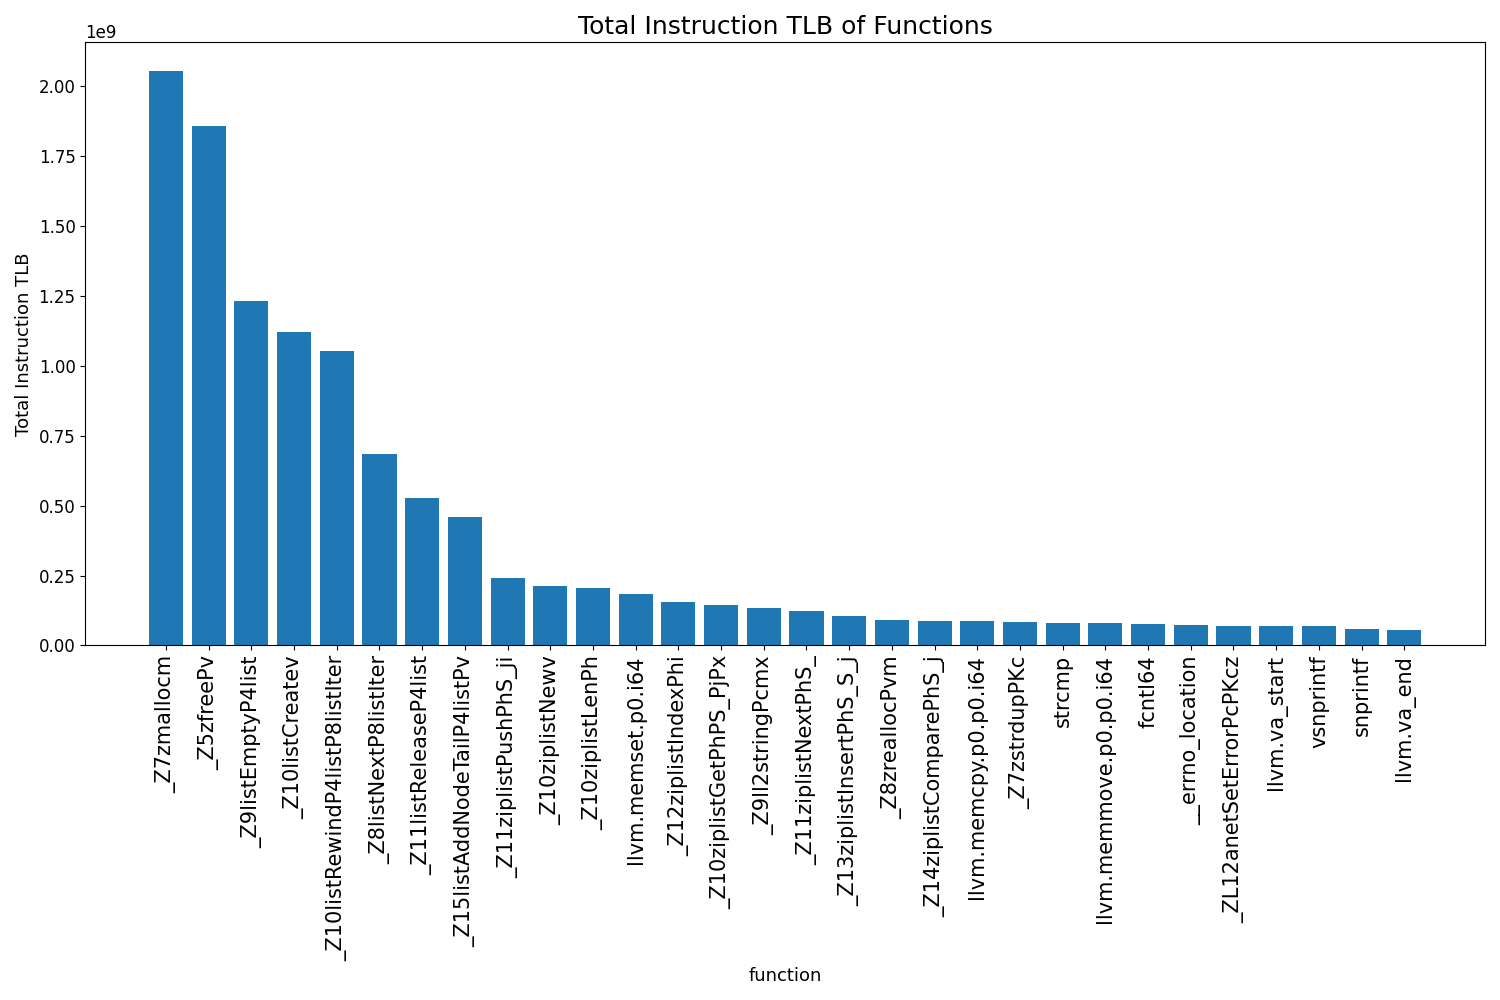 Total Instruction TLB of Functions
1e9
2.00
1.75
1.50
1.25
1.00
0.75
0.50
0.25
0.00
Total Instruction TLB
_Z7zmallocm
_Z5zfreePv
_Z9listEmptyP4list
_Z10listCreatev
_Z10listRewindP4listP8listIter
_Z8listNextP8listIter
_Z11listReleaseP4list
_Z15listAddNodeTailP4listPv
_Z11ziplistPushPhS_ji
_Z10ziplistNewv
_Z10ziplistLenPh
llvm.memset.p0.i64
_Z12ziplistIndexPhi
_Z10ziplistGetPhPS_PjPx
_Z9ll2stringPcmx
_Z11ziplistNextPhS_
_Z13ziplistInsertPhS_S_j
_Z8zreallocPvm
_Z14ziplistComparePhS_j
llvm.memcpy.p0.p0.i64
_Z7zstrdupPKc
strcmp
llvm.memmove.p0.p0.i64
fcntl64
__errno_location
_ZL12anetSetErrorPcPKcz
llvm.va_start
vsnprintf
snprintf
llvm.va_end
function